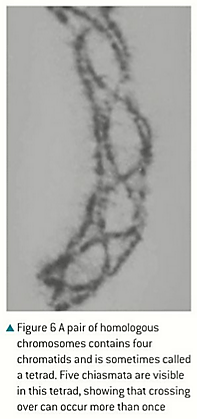 ▲ Figure 6 A pair of homologous
chromosomes contains four
chromatids and is sometimes called
a tetrad. Five chiasmata are visible
in this tetrad, showing that crossing
over can occur more than once